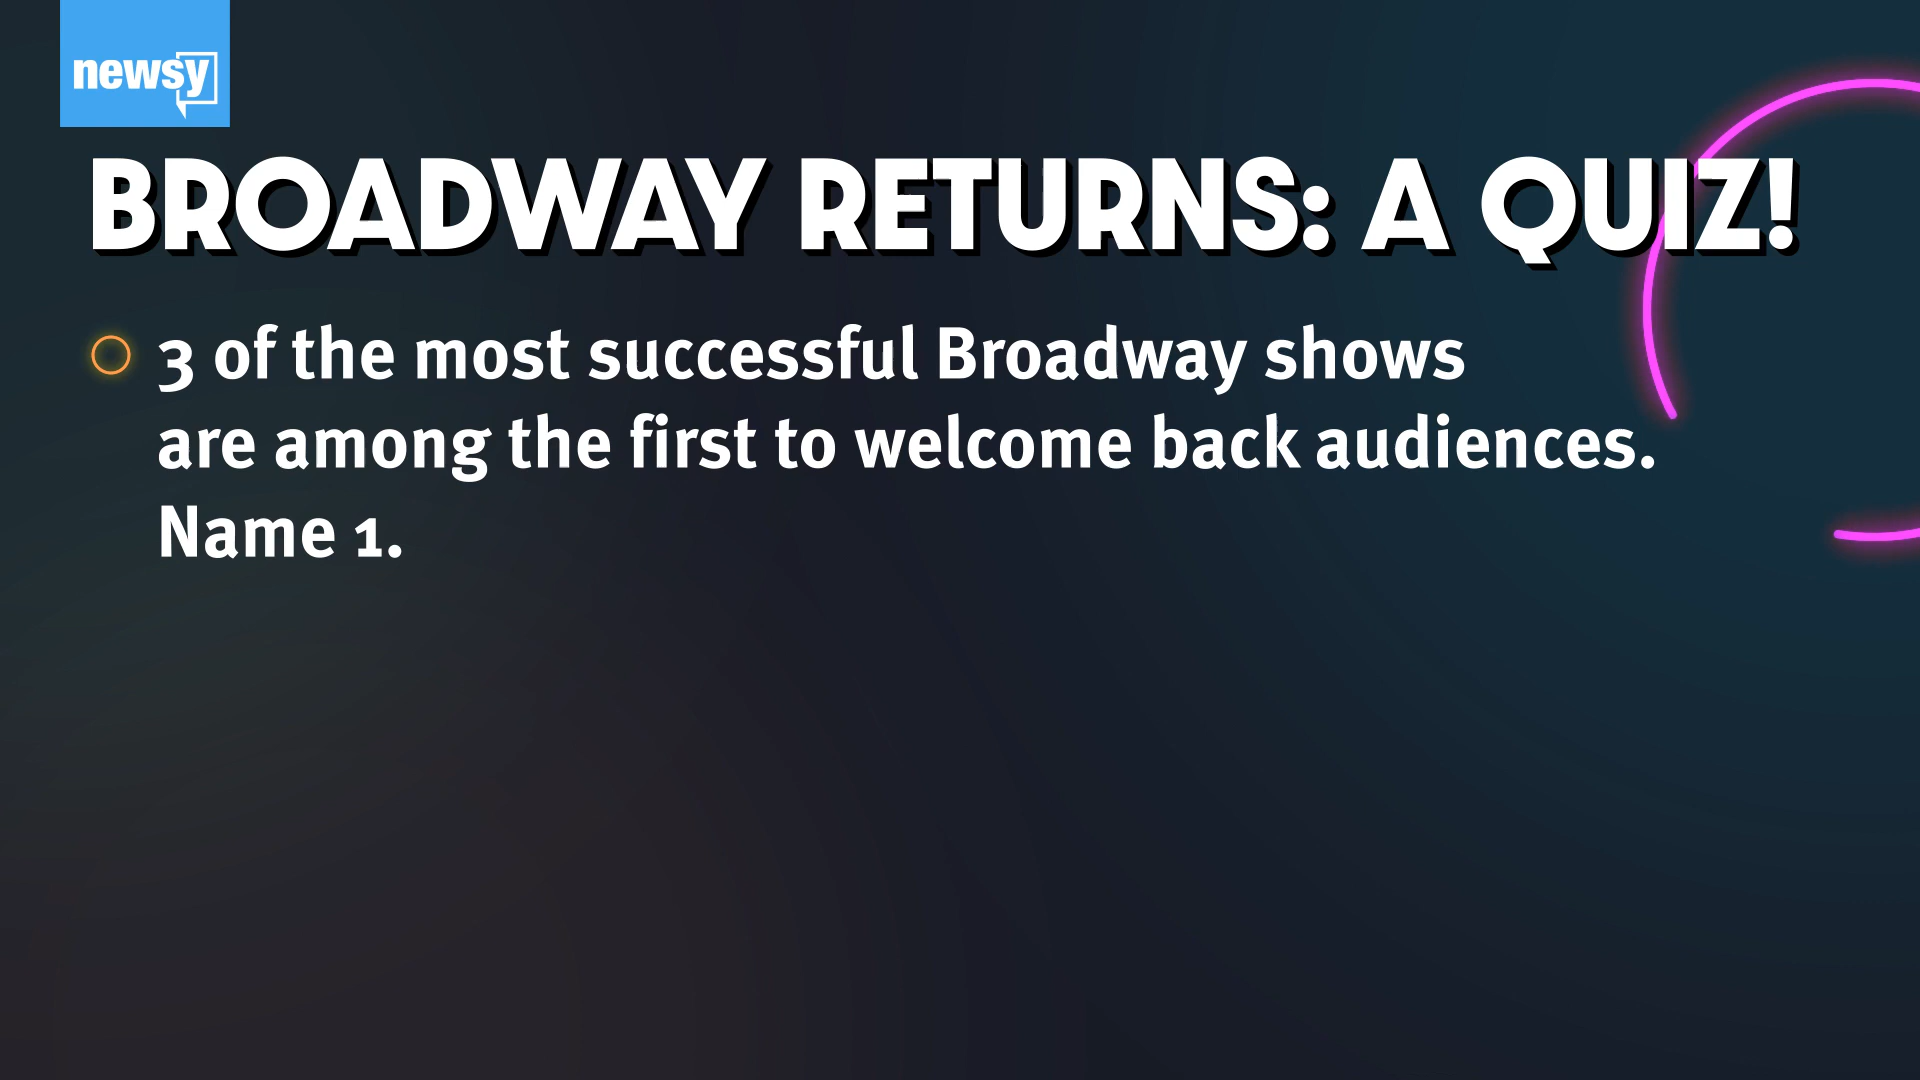 newsy
BROADWAY RETURNS: A QUIZ!
3 of the most successful Broadway shows
are among the first to welcome back audiences.
Name 1.